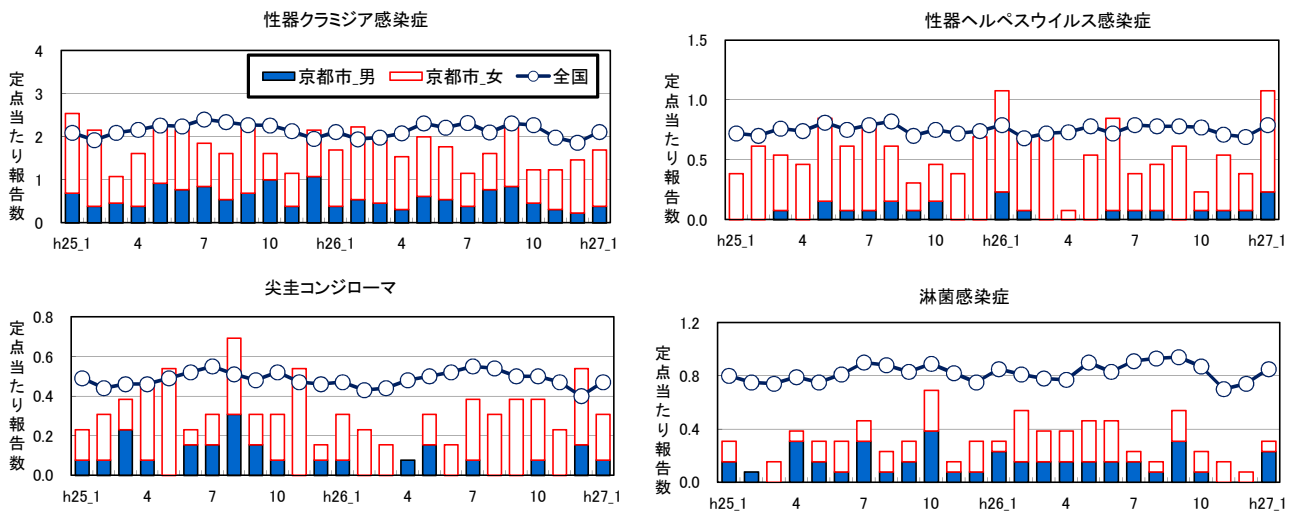 性器クラミジア感染症
定点当たり報告数
4
3
2
1
0
京都市_男 京都市_女 全国
h25_1 4 7 10 h26_1 4 7 10 h27_1
性器ヘルペスウイルス感染症
定点当たり報告数
1.5
1.0
0.5
0.0
h25_1 4 7 10 h26_1 4 7 10 h27_1
尖圭コンジローマ
定点当たり報告数
0.8
0.6
0.4
0.2
0.0
h25_1 4 7 10 h26_1 4 7 10 h27_1
淋菌感染症
定点当たり報告数
1.2
0.8
0.4
0.0
h25_1 4 7 10 h26_1 4 7 10 h27_1